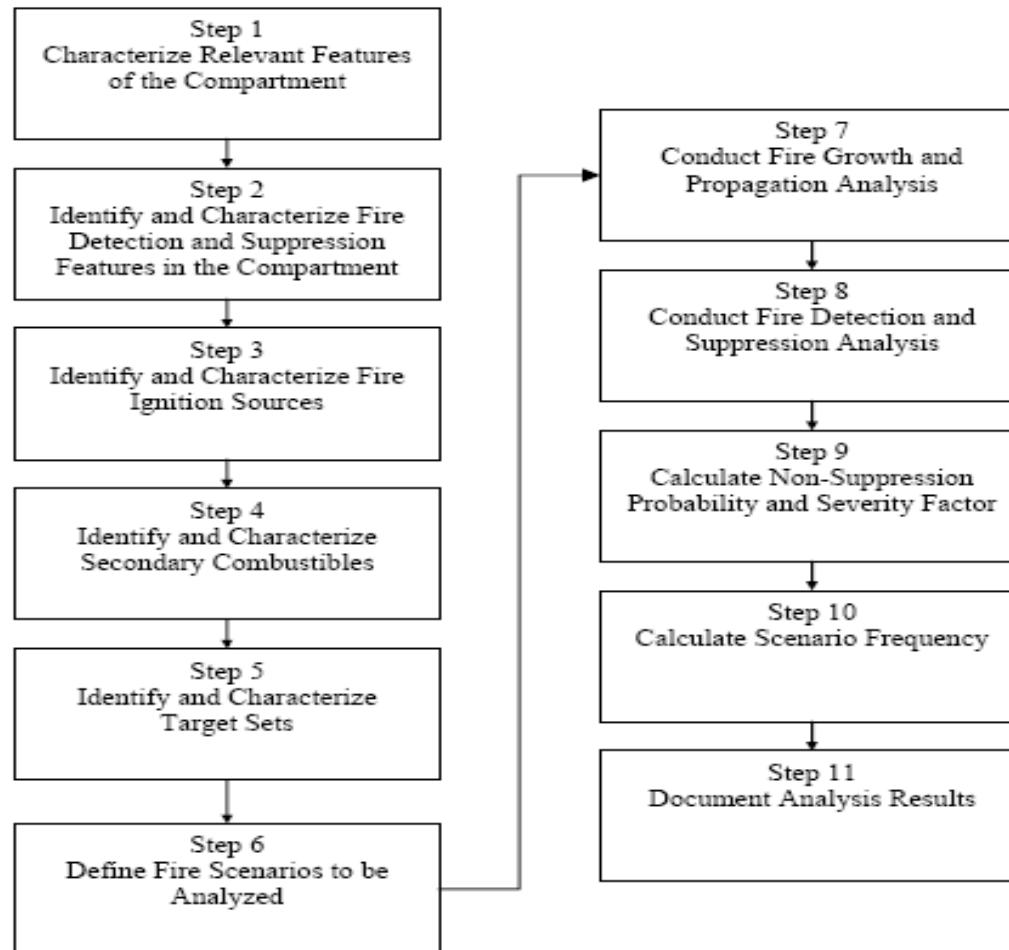 Step 1
Characterize Relevant Features
of the Compartment
Step 2
Identify and Characterize Fire
Detection and Suppression
Features in the Compartment
Step 3
Identify and Characterize Fire
Ignition Sources
Step 4
Identify and Characterize
Secondary Combustibles
Step 5
Identify and Characterize
Target Sets
Step 6
Define Fire Scenarios to be
Analyzed
Step 7
Conduct Fire Growth and
Propagation Analysis
Step 8
Conduct Fire Detection and
Suppression Analysis
Step 9
Calculate Non-Suppression
Probability and Severity Factor
Step 10
Calculate Scenario Frequency
Step 11
Document Analysis Results